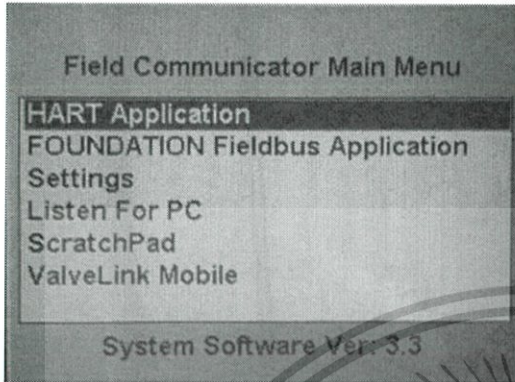 Field Communicator Main Menu
HART Application
FOUNDATION Fieldbus Application
Settings
Listen For PC
ScratchPad
ValveLink Mobile
System Software Ver: 3.3